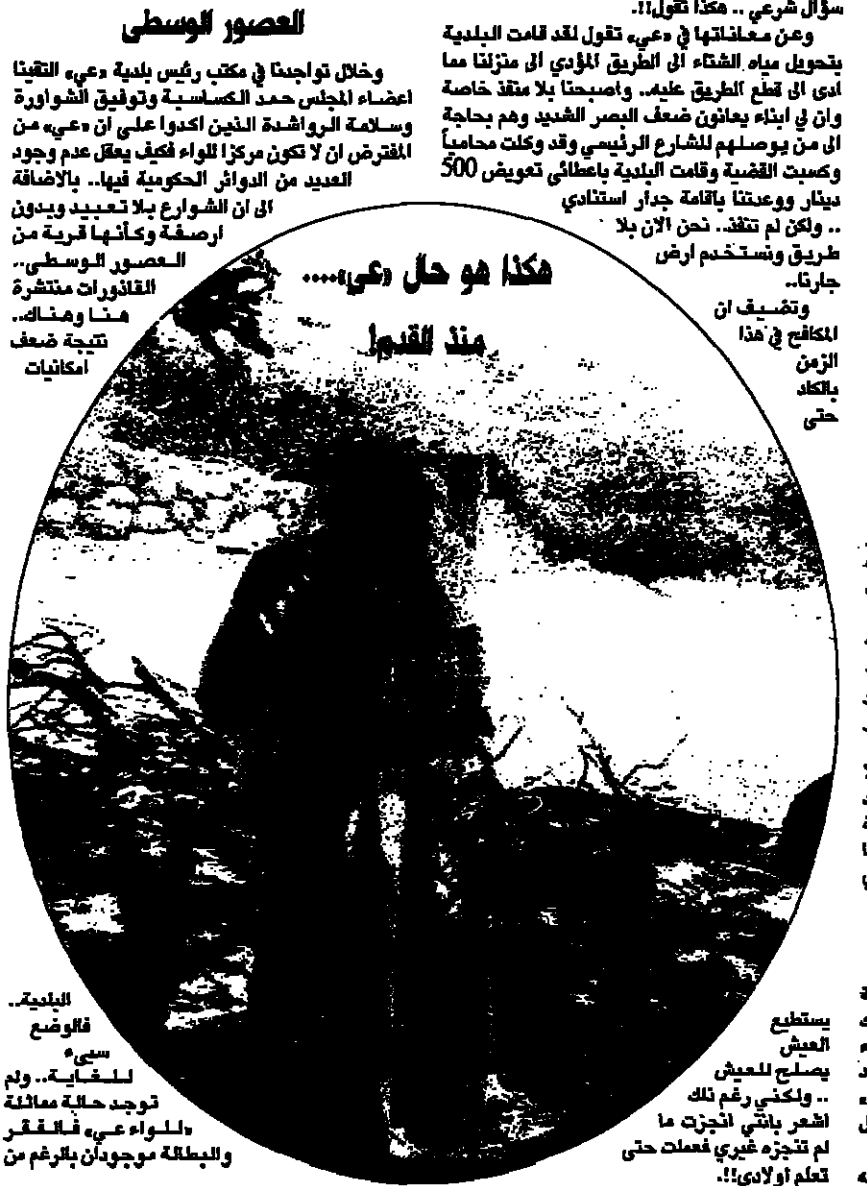 سؤال شرعي .. هكذا تقول!!.
وعن معاناتها في «عي» تقول لقد قامت البلدية
بتحويل مياه الشتاء الى الطريق المؤدي الى منزلنا مما
ادى الى قطع الطريق عليه.. واصبحنا بلا منفذ خاصة
وان لي ابناء يعانون ضعف البصر الشديد وهم بحاجة
الى من يوصلهم للشارع الرئيسي وقد وكلت محامياً
وكسبت القضية وقامت البلدية باعطائي تعويض 500
دينار ووعدتنا باقامة جدار استنادي
.. ولكن لم تنفذ.. نحن الان بلا
طريق ونستخدم ارض
جارنا..
وتضيف ان
المكافح في هذا
الزمن
بالكاد
حتى
يستطيع
العيش
يصلح للعيش
.. ولكني رغم ذلك
اشعر بانني انجزت ما
لم تنجزه غيري فعملت حتى
تعلم أولادي!!.
هكذا هو حال «عي»....
منذ القدم!
العصور الوسطى
وخلال تواجدنا في مكتب رئيس بلدية «عي» التقينا
اعضاء المجلس حمد الكساسبة وتوفيق الشواورة
وسلامة الرواشدة الذين اكدوا على ان «عي» من
المفترض ان لا تكون مركزا للواء فكيف يعقل عدم وجود
العديد من الدوائر الحكومية فيها.. بالاضافة
الى ان الشوارع بلا تعبيد وبدون
ارصفة وكأنها قرية من
العصور الوسطى..
القاذورات منتشرة
هنا وهناك..
نتيجة ضعف
امكانيات
البلدية..
فالوضع
سيىء
للغاية.. ولم
توجد حالة مماثلة
«للواء عي» فالفقر
والبطالة موجودان بالرغم من